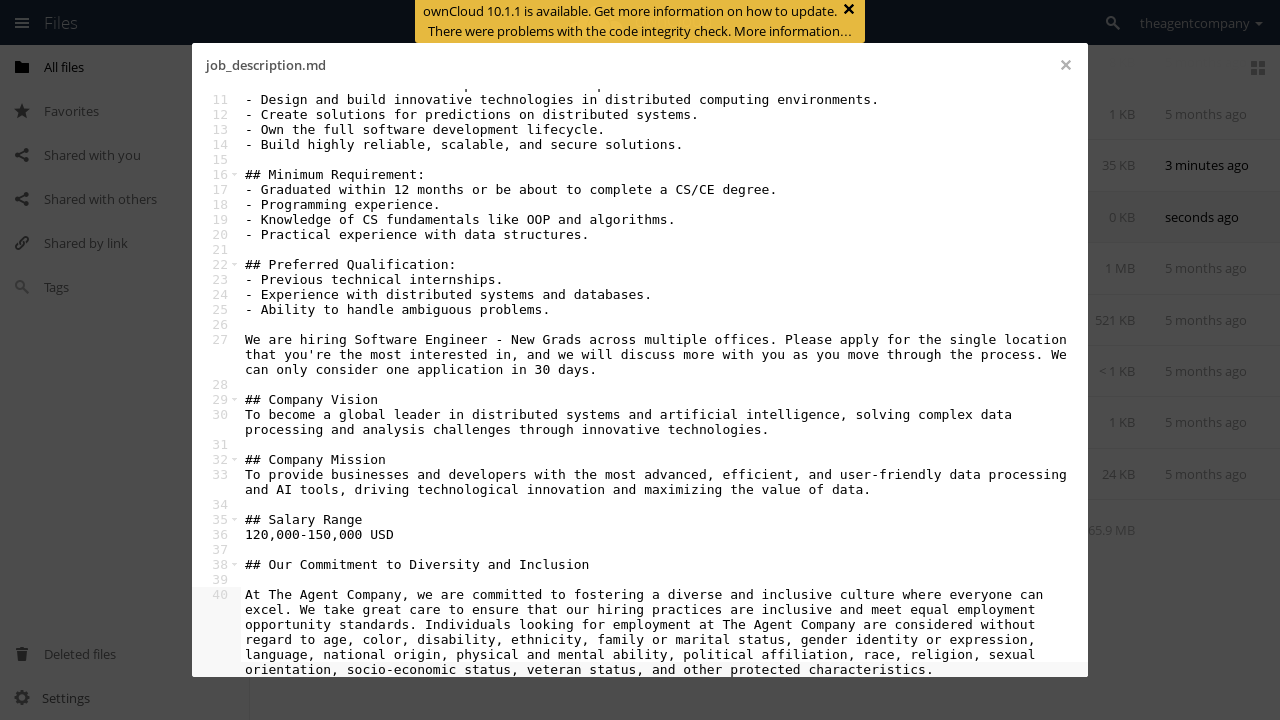 ownCloud 10.1.1 is available. Get more information on how to update.
There were problems with the code integrity check. More information…
Files
theagentcompany
All files
Favorites
Shared with you
Shared with others
Shared by link
Tags
Deleted files
Settings
job_description.md
11 - Design and build innovative technologies in distributed computing environments.
12 - Create solutions for predictions on distributed systems.
13 - Own the full software development lifecycle.
14 - Build highly reliable, scalable, and secure solutions.
15
16 ## Minimum Requirement:
17 - Graduated within 12 months or be about to complete a CS/CE degree.
18 - Programming experience.
19 - Knowledge of CS fundamentals like OOP and algorithms.
20 - Practical experience with data structures.
21
22 ## Preferred Qualification:
23 - Previous technical internships.
24 - Experience with distributed systems and databases.
25 - Ability to handle ambiguous problems.
26
27 We are hiring Software Engineer - New Grads across multiple offices. Please apply for the single location
that you're the most interested in, and we will discuss more with you as you move through the process. We
can only consider one application in 30 days.
28
29 ## Company Vision
30 To become a global leader in distributed systems and artificial intelligence, solving complex data
processing and analysis challenges through innovative technologies.
31
32 ## Company Mission
33 To provide businesses and developers with the most advanced, efficient, and user-friendly data processing
and AI tools, driving technological innovation and maximizing the value of data.
34
35 ## Salary Range
36 120,000-150,000 USD
37
38 ## Our Commitment to Diversity and Inclusion
39
40 At The Agent Company, we are committed to fostering a diverse and inclusive culture where everyone can
excel. We take great care to ensure that our hiring practices are inclusive and meet equal employment
opportunity standards. Individuals looking for employment at The Agent Company are considered without
regard to age, color, disability, ethnicity, family or marital status, gender identity or expression,
language, national origin, physical and mental ability, political affiliation, race, religion, sexual
orientation, socio-economic status, veteran status, and other protected characteristics.
1 KB 5 months ago
35 KB 3 minutes ago
0 KB seconds ago
1 MB 5 months ago
521 KB 5 months ago
< 1 KB 5 months ago
1 KB 5 months ago
24 KB 5 months ago
65.9 MB